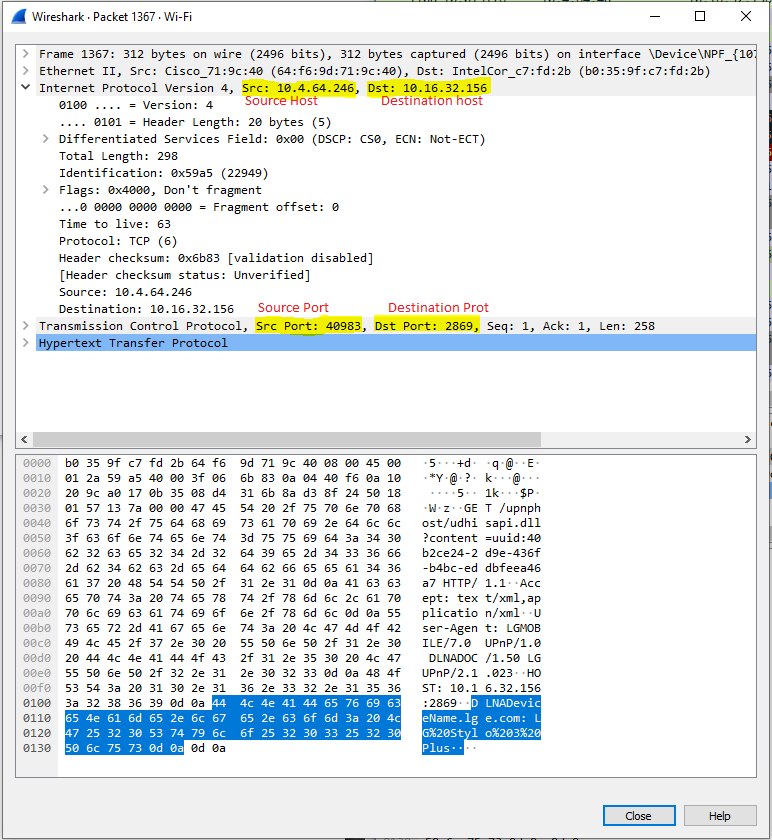 Wireshark · Packet 1367 · Wi-Fi
Frame 1367: 312 bytes on wire (2496 bits), 312 bytes captured (2496 bits) on interface \Device\NPF_{107
Ethernet II, Src: Cisco_71:9c:40 (64:f6:9d:71:9c:40), Dst: IntelCor_c7:fd:2b (b0:35:9f:c7:fd:2b)
Internet Protocol Version 4, Src: 10.4.64.246, Dst: 10.16.32.156
0100 .... = Version: 4 Source Host Destination host
.... 0101 = Header Length: 20 bytes (5)
Differentiated Services Field: 0x00 (DSCP: CS0, ECN: Not-ECT)
Total Length: 298
Identification: 0x59a5 (22949)
Flags: 0x4000, Don't fragment
...0 0000 0000 0000 = Fragment offset: 0
Time to live: 63
Protocol: TCP (6)
Header checksum: 0x6b83 [validation disabled]
[Header checksum status: Unverified]
Source: 10.4.64.246
Destination: 10.16.32.156 Source Port Destination Prot
Transmission Control Protocol, Src Port: 40983, Dst Port: 2869, Seq: 1, Ack: 1, Len: 258
Hypertext Transfer Protocol
0000 b0 35 9f c7 fd 2b 64 f6 9d 71 9c 40 08 00 45 00 ·5···+d· ·q·@··E·
0010 01 2a 59 a5 40 00 3f 06 6b 83 0a 04 40 f6 0a 10 ·*Y·@·?· k···@···
0020 20 9c a0 17 0b 35 08 d4 31 6b 8a d3 8f 24 50 18 ····5·· 1k···$P·
0030 01 57 13 7a 00 00 47 45 54 20 2f 75 70 6e 70 68 ·W·z··GE T /upnph
0040 6f 73 74 2f 75 64 68 69 73 61 70 69 2e 64 6c 6c ost/udhi sapi.dll
0050 3f 63 6f 6e 74 65 6e 74 3d 75 75 69 64 3a 34 30 ?content =uuid:40
0060 62 32 63 65 32 34 2d 32 64 39 65 2d 34 33 36 66 b2ce24-2 d9e-436f
0070 2d 62 34 62 63 2d 65 64 64 62 66 65 65 61 34 36 -b4bc-ed dbfeea46
0080 61 37 20 48 54 54 50 2f 31 2e 31 0d 0a 41 63 63 a7 HTTP/ 1.1··Acc
0090 65 70 74 3a 20 74 65 78 74 2f 78 6d 6c 2c 61 70 ept: tex t/xml,ap
00a0 70 6c 69 63 61 74 69 6f 6e 2f 78 6d 6c 0d 0a 55 plicatio n/xml··U
00b0 73 65 72 2d 41 67 65 6e 74 3a 20 4c 47 4d 4f 42 ser-Agen t: LGMOB
00c0 49 4c 45 2f 37 2e 30 20 55 50 6e 50 2f 31 2e 30 ILE/7.0 UPnP/1.0
00d0 20 44 4c 4e 41 44 4f 43 2f 31 2e 35 30 20 4c 47 DLNADOC /1.50 LG
00e0 55 50 6e 50 2f 32 2e 31 2e 30 32 33 0d 0a 48 4f UPnP/2.1 .023··HO
00f0 53 54 3a 20 31 30 2e 31 36 2e 33 32 2e 31 35 36 ST: 10.1 6.32.156
0100 3a 32 38 36 39 0d 0a 44 4c 4e 41 44 65 76 69 63 :2869··D LNADevic
0110 65 4e 61 6d 65 2e 6c 67 65 2e 63 6f 6d 3a 20 4c eName.lg e.com: L
0120 47 25 32 30 53 74 79 6c 6f 25 32 30 33 25 32 30 G%20Styl o%203%20
0130 50 6c 75 73 0d 0a 0d 0a Plus····
Close Help